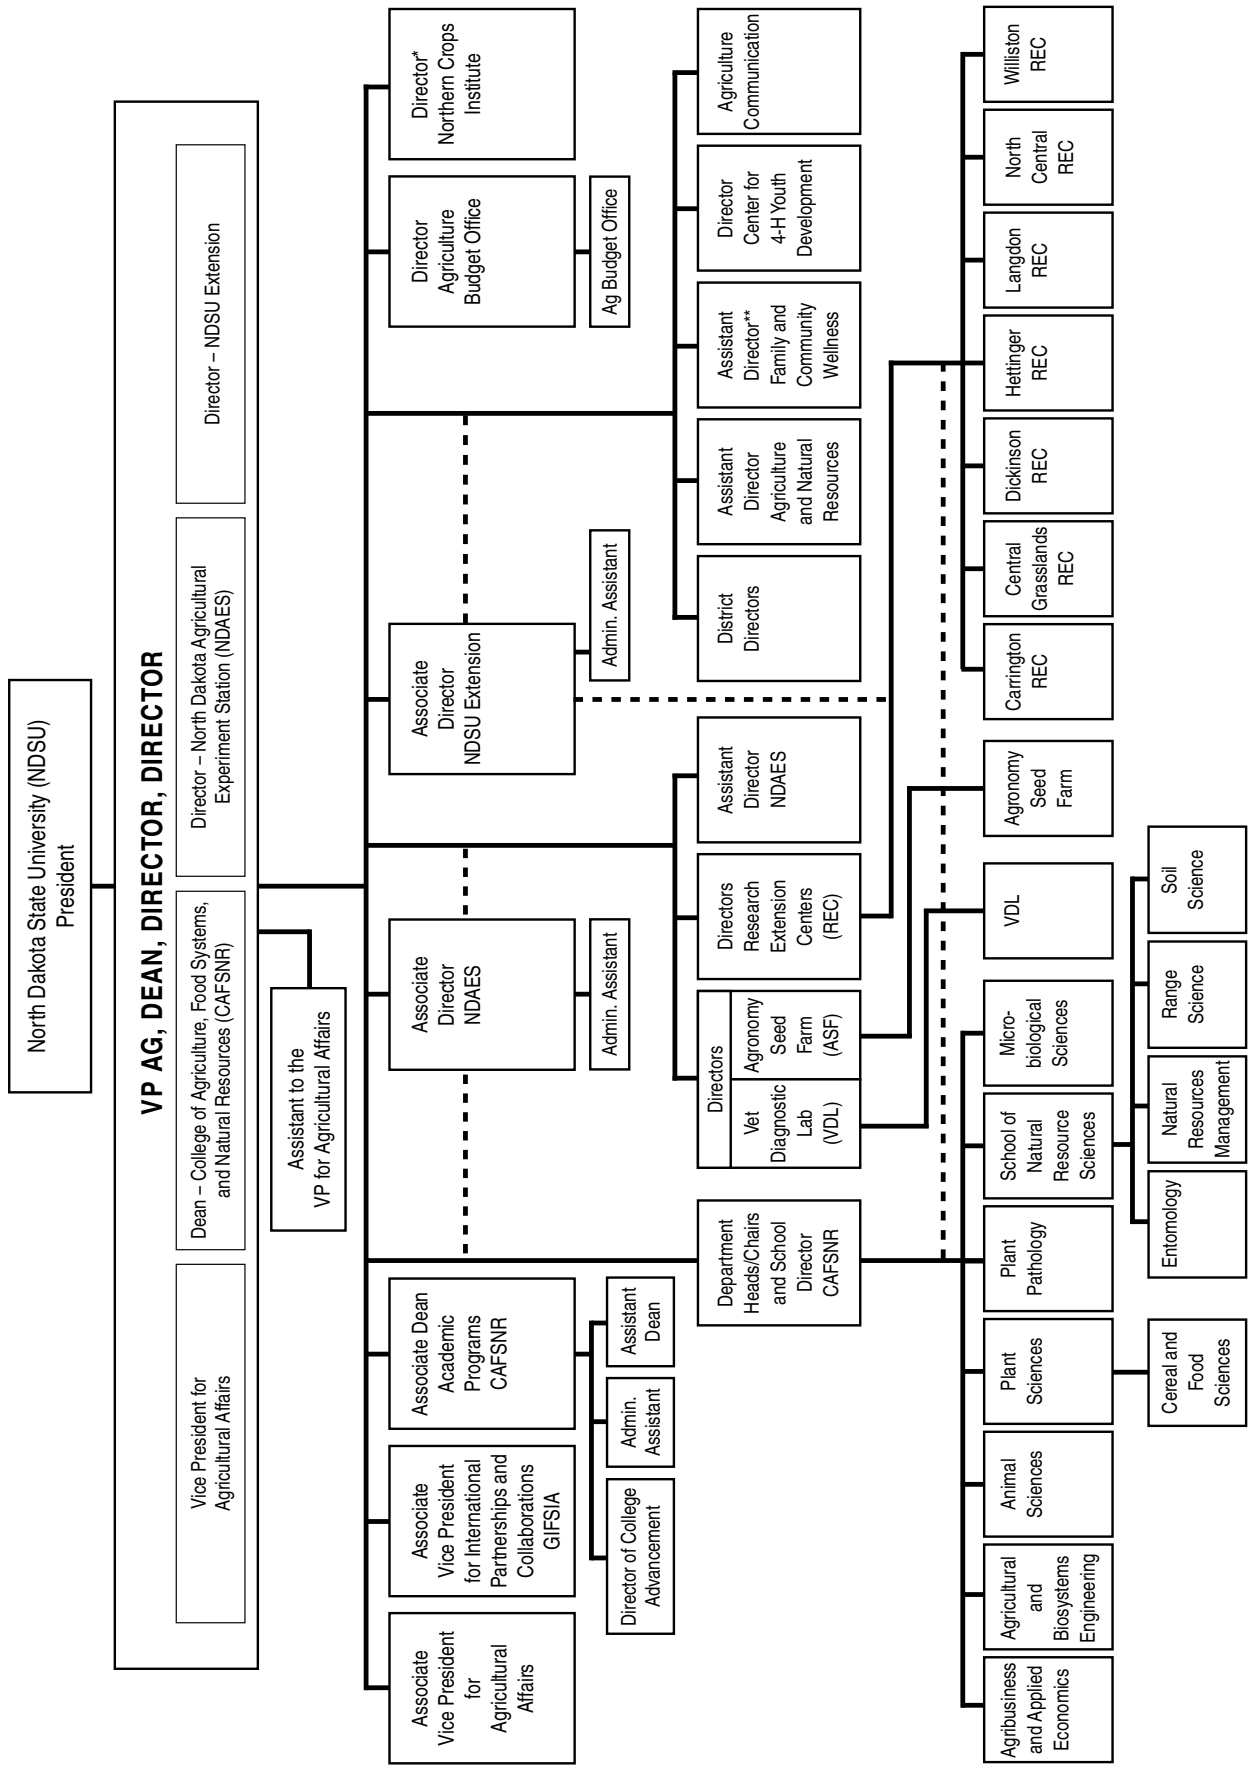 North Dakota State University (NDSU)
President
VP AG, DEAN, DIRECTOR, DIRECTOR
Vice President for
Agricultural Affairs
Dean – College of Agriculture, Food Systems,
and Natural Resources (CAFSNR)
Director – North Dakota Agricultural
Experiment Station (NDAES)
Director – NDSU Extension
Assistant to the
VP for Agricultural Affairs
Associate
Vice President
for
Agricultural
Affairs
Associate
Vice President
for International
Partnerships and
Collaborations
GIFSIA
Associate Dean
Academic
Programs
CAFSNR
Associate
Director
NDAES
Associate
Director
NDSU Extension
Director
Agriculture
Budget Office
Director*
Northern Crops
Institute
Director of College
Advancement
Admin.
Assistant
Assistant
Dean
Admin. Assistant
Admin. Assistant
Ag Budget Office
Department
Heads/Chairs
and School
Director
CAFSNR
Directors
Vet
Diagnostic
Lab
(VDL)
Agronomy
Seed
Farm
(ASF)
Directors
Research
Extension
Centers
(REC)
Assistant
Director
NDAES
District
Directors
Assistant
Director
Agriculture
and Natural
Resources
Assistant
Director**
Family and
Community
Wellness
Director
Center for
4-H Youth
Development
Agriculture
Communication
Agribusiness
and Applied
Economics
Agricultural
and
Biosystems
Engineering
Animal
Sciences
Plant
Sciences
Plant
Pathology
School of
Natural
Resource
Sciences
Micro-
biological
Sciences
VDL
Agronomy
Seed
Farm
Carrington
REC
Central
Grasslands
REC
Dickinson
REC
Hettinger
REC
Langdon
REC
North
Central
REC
Williston
REC
Cereal and
Food
Sciences
Entomology
Natural
Resources
Management
Range
Science
Soil
Science